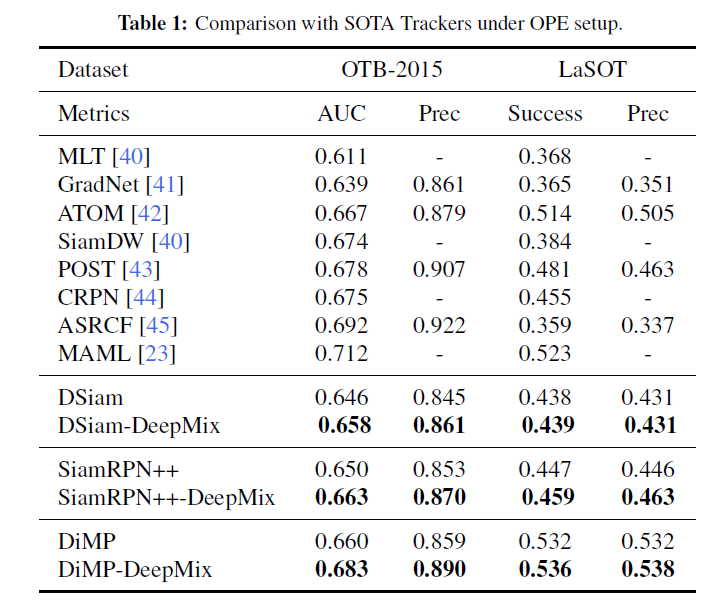 Table 1: Comparison with SOTA Trackers under OPE setup.
Dataset OTB-2015 LaSOT
Metrics AUC Prec Success Prec
MLT [40] 0.611 - 0.368 -
GradNet [41] 0.639 0.861 0.365 0.351
ATOM [42] 0.667 0.879 0.514 0.505
SiamDW [40] 0.674 - 0.384 -
POST [43] 0.678 0.907 0.481 0.463
CRPN [44] 0.675 - 0.455 -
ASRCF [45] 0.692 0.922 0.359 0.337
MAML [23] 0.712 - 0.523 -
DSiam 0.646 0.845 0.438 0.431
DSiam-DeepMix 0.658 0.861 0.439 0.431
SiamRPN++ 0.650 0.853 0.447 0.446
SiamRPN++-DeepMix 0.663 0.870 0.459 0.463
DiMP 0.660 0.859 0.532 0.532
DiMP-DeepMix 0.683 0.890 0.536 0.538